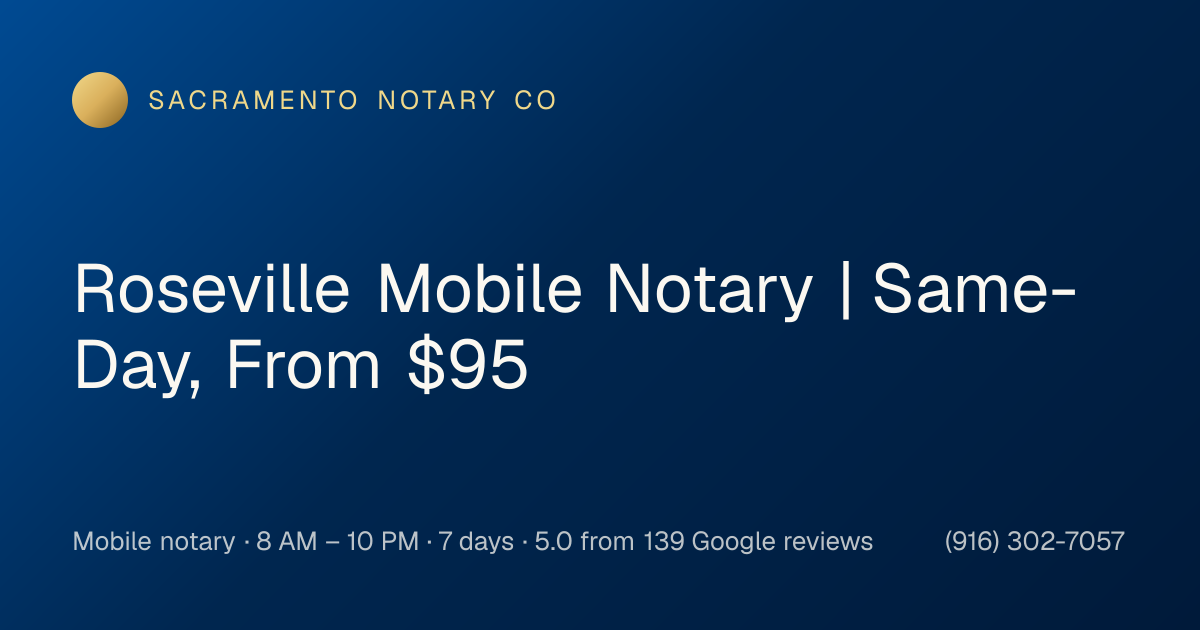 SACRAMENTO NOTARY CO
Roseville Mobile Notary | Same-
Day, From $95
Mobile notary · 8 AM – 10 PM · 7 days · 5.0 from 139 Google reviews
(916) 302-7057